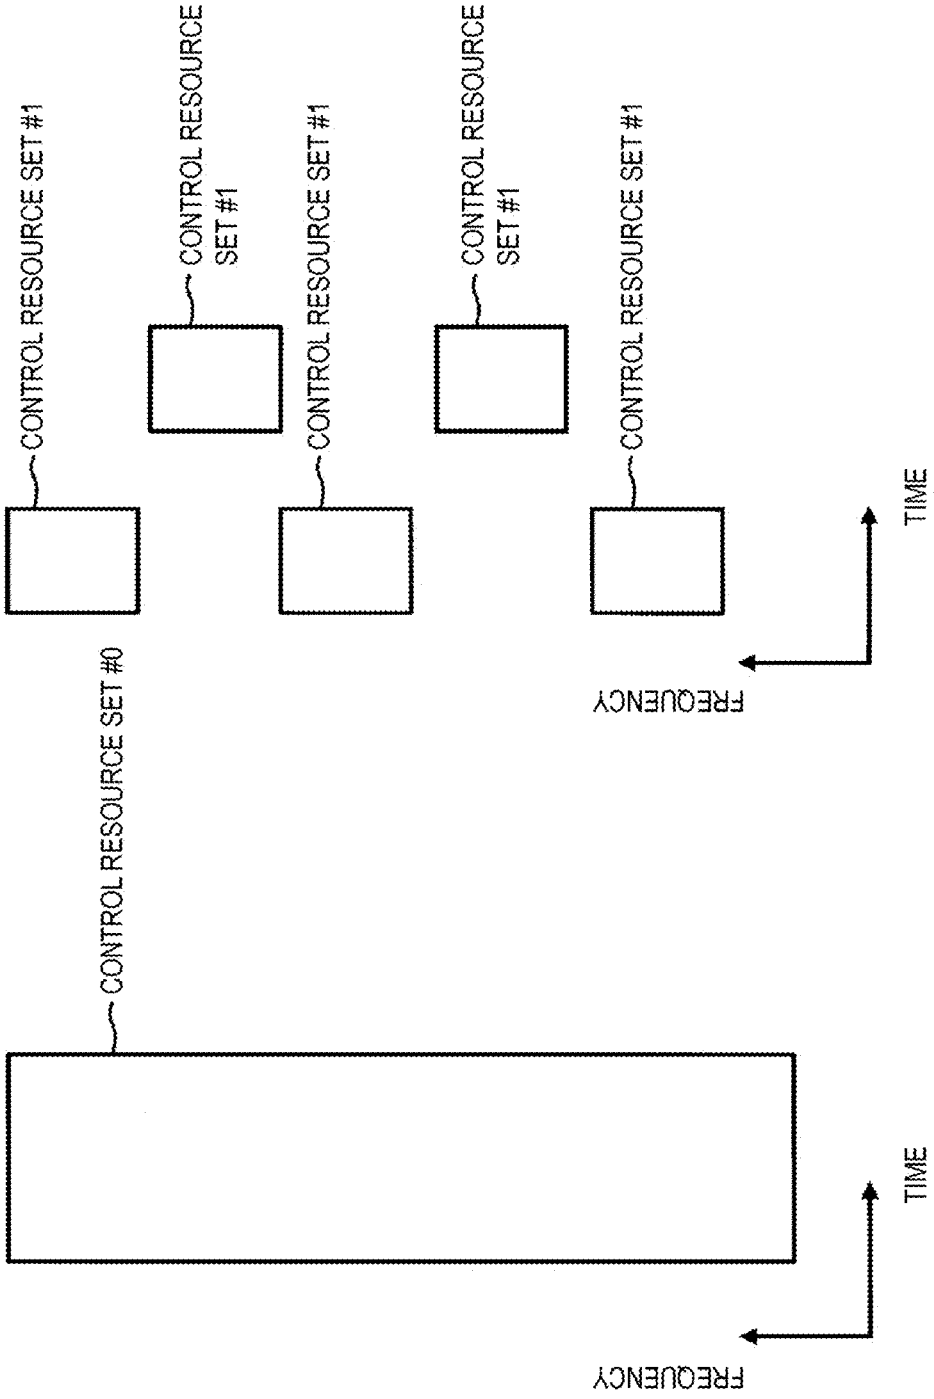 CONTROL RESOURCE SET #0
FREQUENCY
TIME
CONTROL RESOURCE SET #1
CONTROL RESOURCE
SET #1
CONTROL RESOURCE SET #1
CONTROL RESOURCE
SET #1
CONTROL RESOURCE SET #1
FREQUENCY
TIME